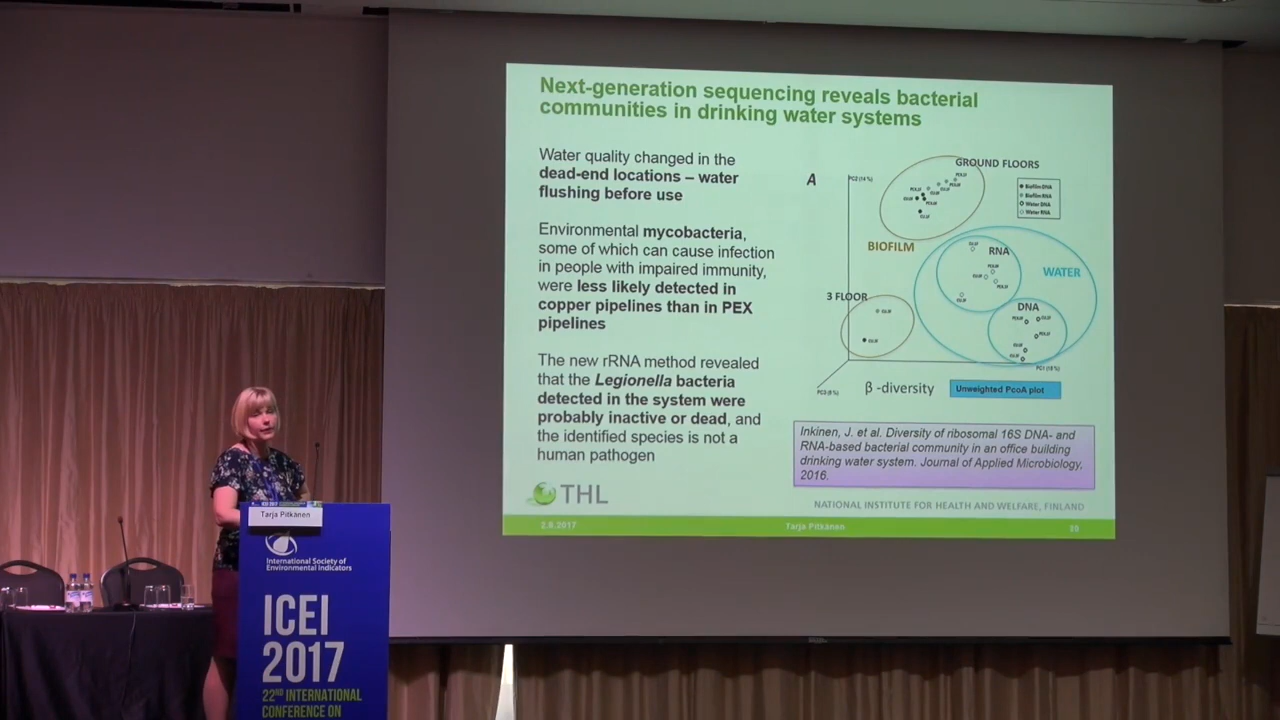 Next-generation sequencing reveals bacterial
communities in drinking water systems
Water quality changed in the
dead-end locations – water
flushing before use
Environmental mycobacteria,
some of which can cause infection
in people with impaired immunity,
were less likely detected in
copper pipelines than in PEX
pipelines
The new rRNA method revealed
that the Legionella bacteria
detected in the system were
probably inactive or dead, and
the identified species is not a
human pathogen
A
PC2 (14 %)
GROUND FLOORS
Biofilm DNA
Biofilm RNA
Water DNA
Water RNA
BIOFILM
RNA
WATER
3 FLOOR
DNA
β -diversity
Unweighted PcoA plot
Inkinen, J. et al. Diversity of ribosomal 16S DNA- and
RNA-based bacterial community in an office building
drinking water system. Journal of Applied Microbiology,
2016.
THL
NATIONAL INSTITUTE FOR HEALTH AND WELFARE, FINLAND
2.8.2017
Tarja Pitkänen
Tarja Pitkänen
International Society of
Environmental Indicators
ICEI
2017
22ND INTERNATIONAL
CONFERENCE ON